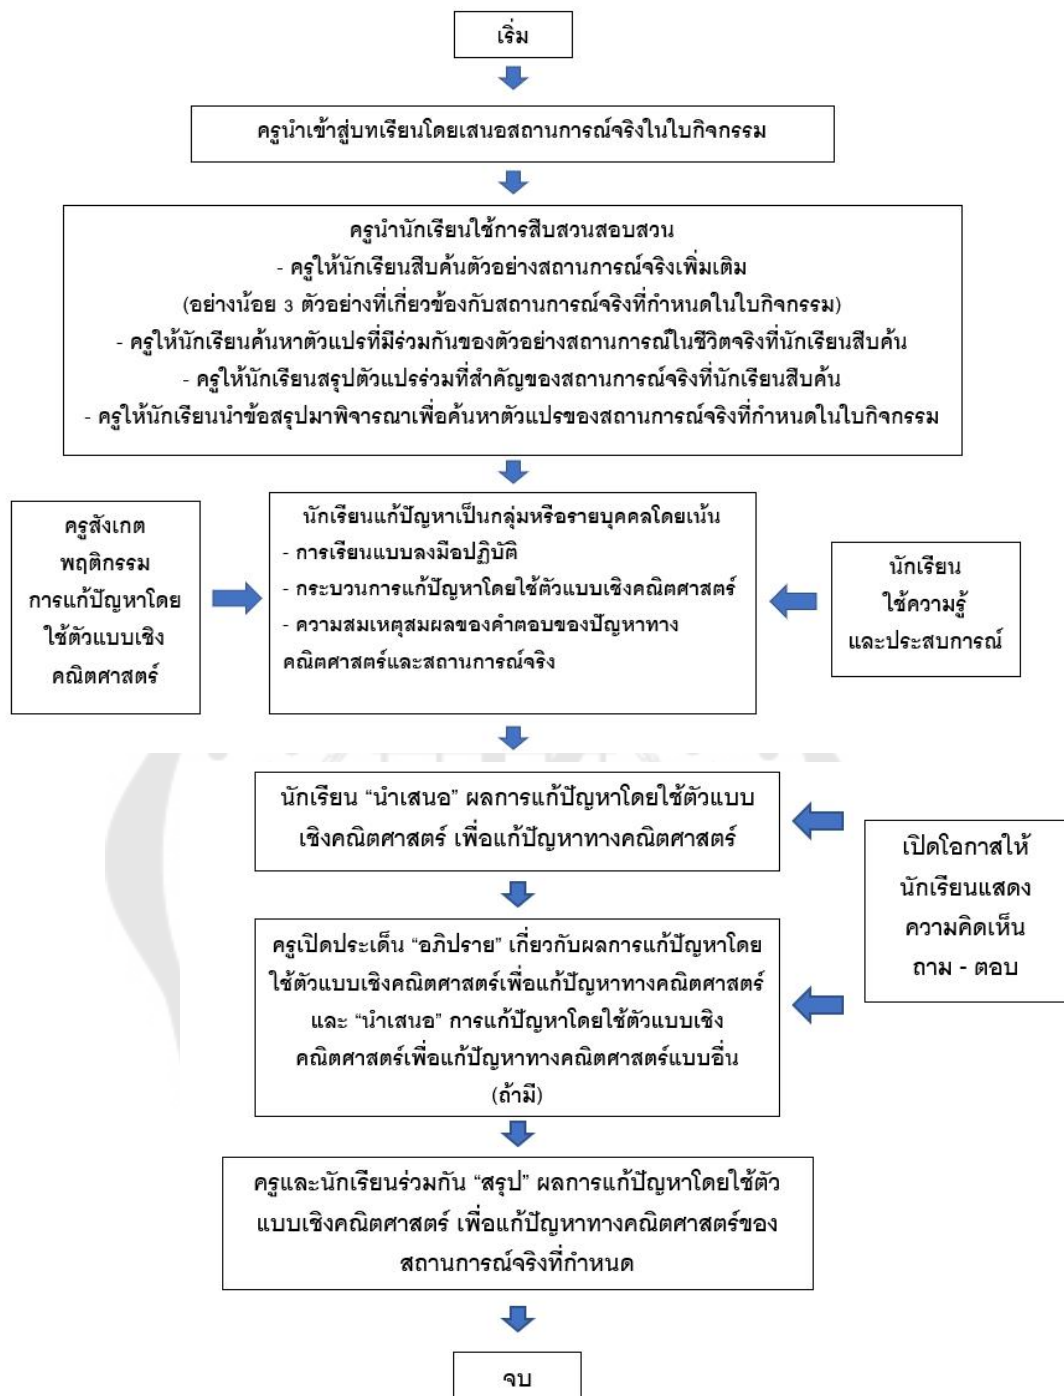 เริ่ม
ครูนำเข้าสู่บทเรียนโดยเสนอสถานการณ์จริงในใบกิจกรรม
ครูนำนักเรียนใช้การสืบสวนสอบสวน
- ครูให้นักเรียนสืบค้นตัวอย่างสถานการณ์จริงเพิ่มเติม
(อย่างน้อย 3 ตัวอย่างที่เกี่ยวข้องกับสถานการณ์จริงที่กำหนดในใบกิจกรรม)
- ครูให้นักเรียนค้นหาตัวแปรที่มีร่วมกันของตัวอย่างสถานการณ์ในชีวิตจริงที่นักเรียนสืบค้น
- ครูให้นักเรียนสรุปตัวแปรร่วมที่สำคัญของสถานการณ์จริงที่นักเรียนสืบค้น
- ครูให้นักเรียนนำข้อสรุปมาพิจารณาเพื่อค้นหาตัวแปรของสถานการณ์จริงที่กำหนดในใบกิจกรรม
ครูสังเกต
พฤติกรรม
การแก้ปัญหาโดย
ใช้ตัวแบบเชิง
คณิตศาสตร์
นักเรียนแก้ปัญหาเป็นกลุ่มหรือรายบุคคลโดยเน้น
- การเรียนแบบลงมือปฏิบัติ
- กระบวนการแก้ปัญหาโดยใช้ตัวแบบเชิงคณิตศาสตร์
- ความสมเหตุสมผลของคำตอบของปัญหาทาง
คณิตศาสตร์และสถานการณ์จริง
นักเรียน
ใช้ความรู้
และประสบการณ์
นักเรียน “นำเสนอ” ผลการแก้ปัญหาโดยใช้ตัวแบบ
เชิงคณิตศาสตร์ เพื่อแก้ปัญหาทางคณิตศาสตร์
เปิดโอกาสให้
นักเรียนแสดง
ความคิดเห็น
ถาม - ตอบ
ครูเปิดประเด็น “อภิปราย” เกี่ยวกับผลการแก้ปัญหาโดย
ใช้ตัวแบบเชิงคณิตศาสตร์เพื่อแก้ปัญหาทางคณิตศาสตร์
และ “นำเสนอ” การแก้ปัญหาโดยใช้ตัวแบบเชิง
คณิตศาสตร์เพื่อแก้ปัญหาทางคณิตศาสตร์แบบอื่น
(ถ้ามี)
ครูและนักเรียนร่วมกัน “สรุป” ผลการแก้ปัญหาโดยใช้ตัว
แบบเชิงคณิตศาสตร์ เพื่อแก้ปัญหาทางคณิตศาสตร์ของ
สถานการณ์จริงที่กำหนด
จบ